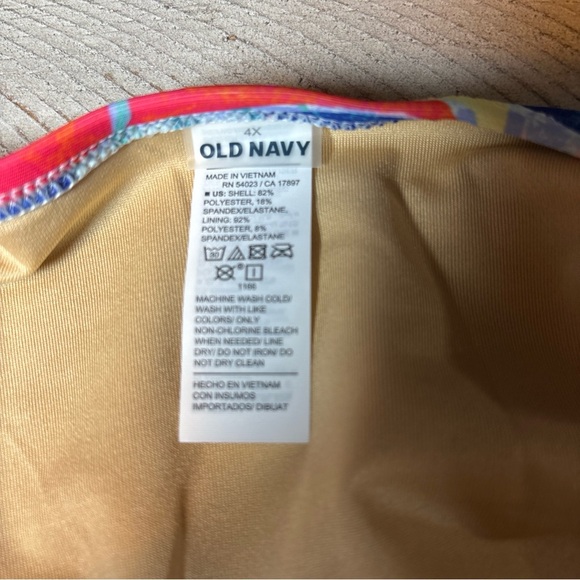 4X
OLD NAVY
MADE IN VIETNAM
RN 54023 / CA 17897
■ US: SHELL: 82%
POLYESTER, 18%
SPANDEX/ELASTANE,
LINING: 92%
POLYESTER, 8%
SPANDEX/ELASTANE
30
1166
MACHINE WASH COLD/
WASH WITH LIKE
COLORS/ ONLY
NON-CHLORINE BLEACH
WHEN NEEDED/ LINE
DRY/ DO NOT IRON/ DO
NOT DRY CLEAN
HECHO EN VIETNAM
CON INSUMOS
IMPORTADOS/ DIBUAT